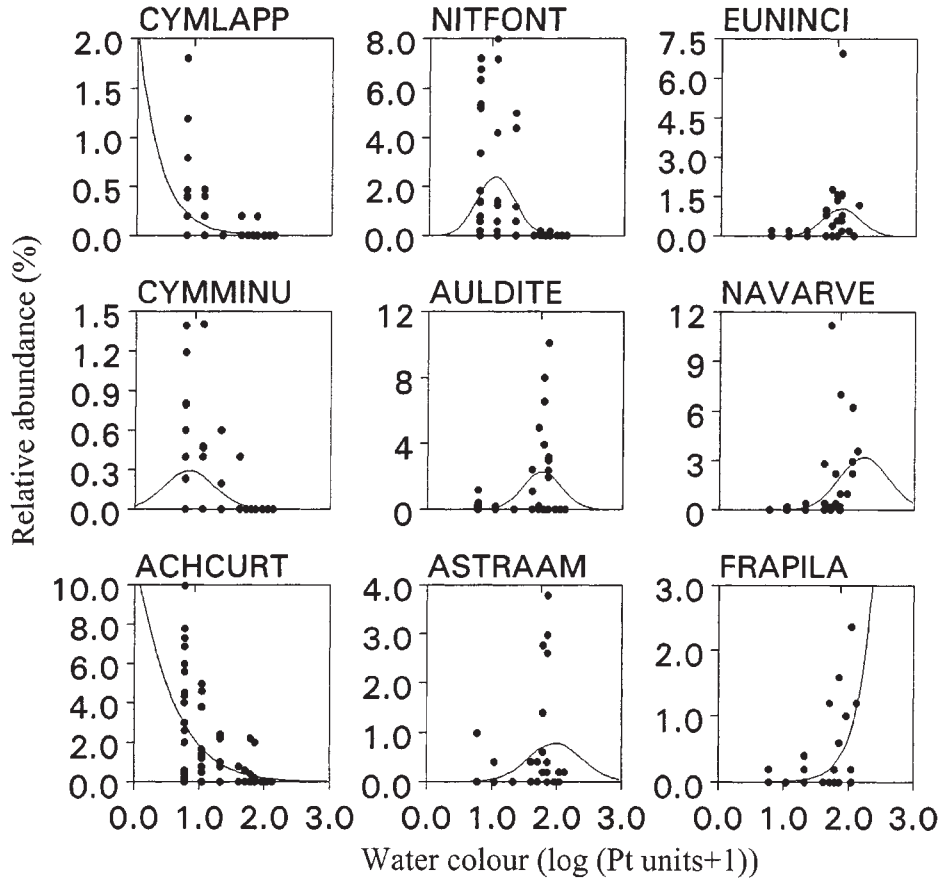 CYMLAPP NITFONT EUNINCI
2.0 8.0 7.5
1.5 6.0 6.0
1.0 4.0 4.5
0.5 2.0 3.0
0.0 0.0 1.5
0.0
CYMMINU AULDITE NAVARVE
1.5 12 12
1.2 8 9
0.9 4 6
0.6 0 3
0.3 0
0.0
ACHCURT ASTRAAM FRAPILA
10.0 4.0 3.0
8.0 3.0 2.0
6.0 2.0 1.0
4.0 1.0 0.0
2.0 0.0
0.0
0.0 1.0 2.0 3.0 0.0 1.0 2.0 3.0 0.0 1.0 2.0 3.0
Relative abundance (%)
Water colour (log (Pt units+1))